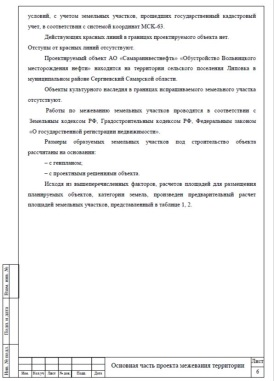 условий, с учетом земельных участков, прошедших государственный кадастровый
учет, в соответствии с системой координат МСК-63.
Действующих красных линий в границах проектируемого объекта нет.
Отступы от красных линий отсутствуют.
Проектируемый объект АО «Самараинвестнефть» «Обустройство
месторождения нефти» находится на территории сельского поселения Липовка в
муниципальном районе Сергиевский Самарской области.
Объекты культурного наследия в границах испрашиваемого земельного участка
отсутствуют.
Работы по межеванию земельных участков проводятся в соответствии с
Земельным кодексом РФ, Градостроительным кодексом РФ, Федеральным законом
«О государственной регистрации недвижимости».
Размеры образуемых земельных участков под строительство объекта
рассчитаны на основании:
– с генпланом.
– с проектными решениями объекта.
Исходя из вышеперечисленных факторов, расчетов площадей для размещения
планируемых объектов, категории земель, произведен предварительный расчет
площадей земельных участков, представленный в таблице 1, 2.
Взам. инв. №
Подп. и дата
Инв. № подл.
Изм. Кол.уч Лист № док. Подп. Дата
Основная часть проекта межевания территории
Лист
6